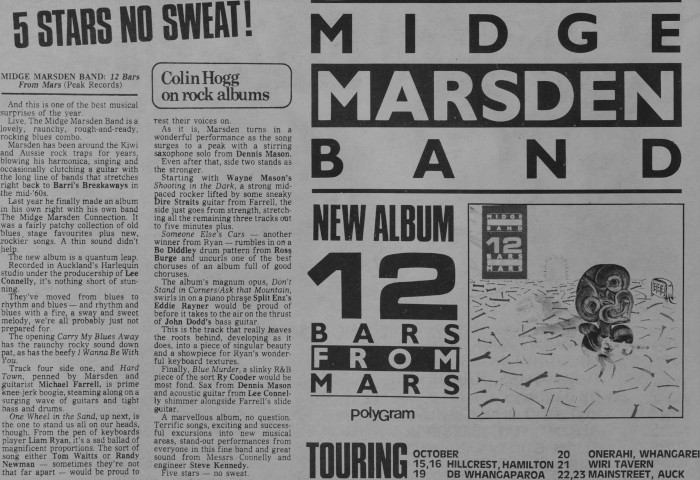 5 STARS NO SWEAT!
MIDGE MARSDEN BAND: 12 Bars
From Mars (Peak Records)
And this is one of the best musical
surprises of the year.
Live, The Midge Marsden Band is a
lovely, raunchy, rough-and-ready,
rocking blues combo.
Marsden has been around the Kiwi
and Aussie rock traps for years,
blowing his harmonica, singing and
occasionally clutching a guitar with
the long line of bands that stretches
right back to Barri's Breakaways in
the mid-'60s.
Last year he finally made an album
in his own right with his own band
The Midge Marsden Connection. It
was a fairly patchy collection of old
blues stage favourites plus new,
rockier songs. A thin sound didn't
help.
The new album is a quantum leap.
Recorded in Auckland's Harlequin
studio under the producership of Lee
Connelly, it's nothing short of stun-
ning.
They've moved from blues to
rhythm and blues — and rhythm and
blues with a fire, a sway and sweet
melody, we're all probably just not
prepared for
The opening Carry My Blues Away
has the raunchy rocky sound down
pat, as has the beefy I Wanna Be With
You.
Track four side one, and Hard
Town, penned by Marsden and
guitarist Michael Farrell, is prime
knee-jerk boogie, steaming along on a
surging wave of guitars and tight
bass and drums.
One Wheel in the Sand, up next, is
the one to stand us all on our heads,
though. From the pen of keyboards
player Liam Ryan, it's a sad ballad of
magnificent proportions. The sort of
song either Tom Waitts or Randy
Newman — sometimes they're not
that far apart — would be proud to
Colin Hogg
on rock albums
rest their voices on.
As it is, Marsden turns in a
wonderful performance as the song
surges to a peak with a stirring
saxophone solo from Dennis Mason.
Even after that, side two stands as
the stronger.
Starting with Wayne Mason's
Shooting in the Dark, a strong mid-
paced rocker lifted by some sneaky
Dire Straits guitar from Farrell, the
side just goes from strength, stretch-
ing all the remaining three tracks out
to five minutes plus.
Someone Else's Cars — another
winner from Ryan — rumbles in on a
Bo Diddley drum pattern from Ross
Burge and uncurls one of the best
choruses of an album full of good
choruses.
The album's magnum opus, Don't
Stand in Corners/Ask that Mountain,
swirls in on a piano phrase Split Enz's
Eddie Rayner would be proud of
before it takes to the air on the thrust
of John Dodd's bass guitar
This is the track that really leaves
the roots behind, developing as it
does, into a piece of singular beauty
and a showpiece for Ryan's wonder-
ful keyboard textures.
Finally, Blue Murder, a slinky R&B
piece of the sort Ry Cooder would be
most fond. Sax from Dennis Mason
and acoustic guitar from Lee Connel-
ly shimmer alongside Farrell's slide
guitar.
A marvellous album, no question.
Terrific songs, exciting and success-
ful excursions into new musical
areas, stand-out performances from
everyone in this fine band and great
sound from Messrs Connelly and
engineer Steve Kennedy.
Five stars — no sweat.
MIDGE
MARSDEN
BAND
NEW ALBUM
12
BARS
FROM
MARS
polyGram
MIDGE
MARSDEN
BAND
12
BARS
FROM
MARS
TOURING
OCTOBER
15,16 HILLCREST, HAMILTON
19 DB WHANGAPAROA
20 ONERAHI, WHANGAREI
21 WIRI TAVERN
22,23 MAINSTREET, AUCK